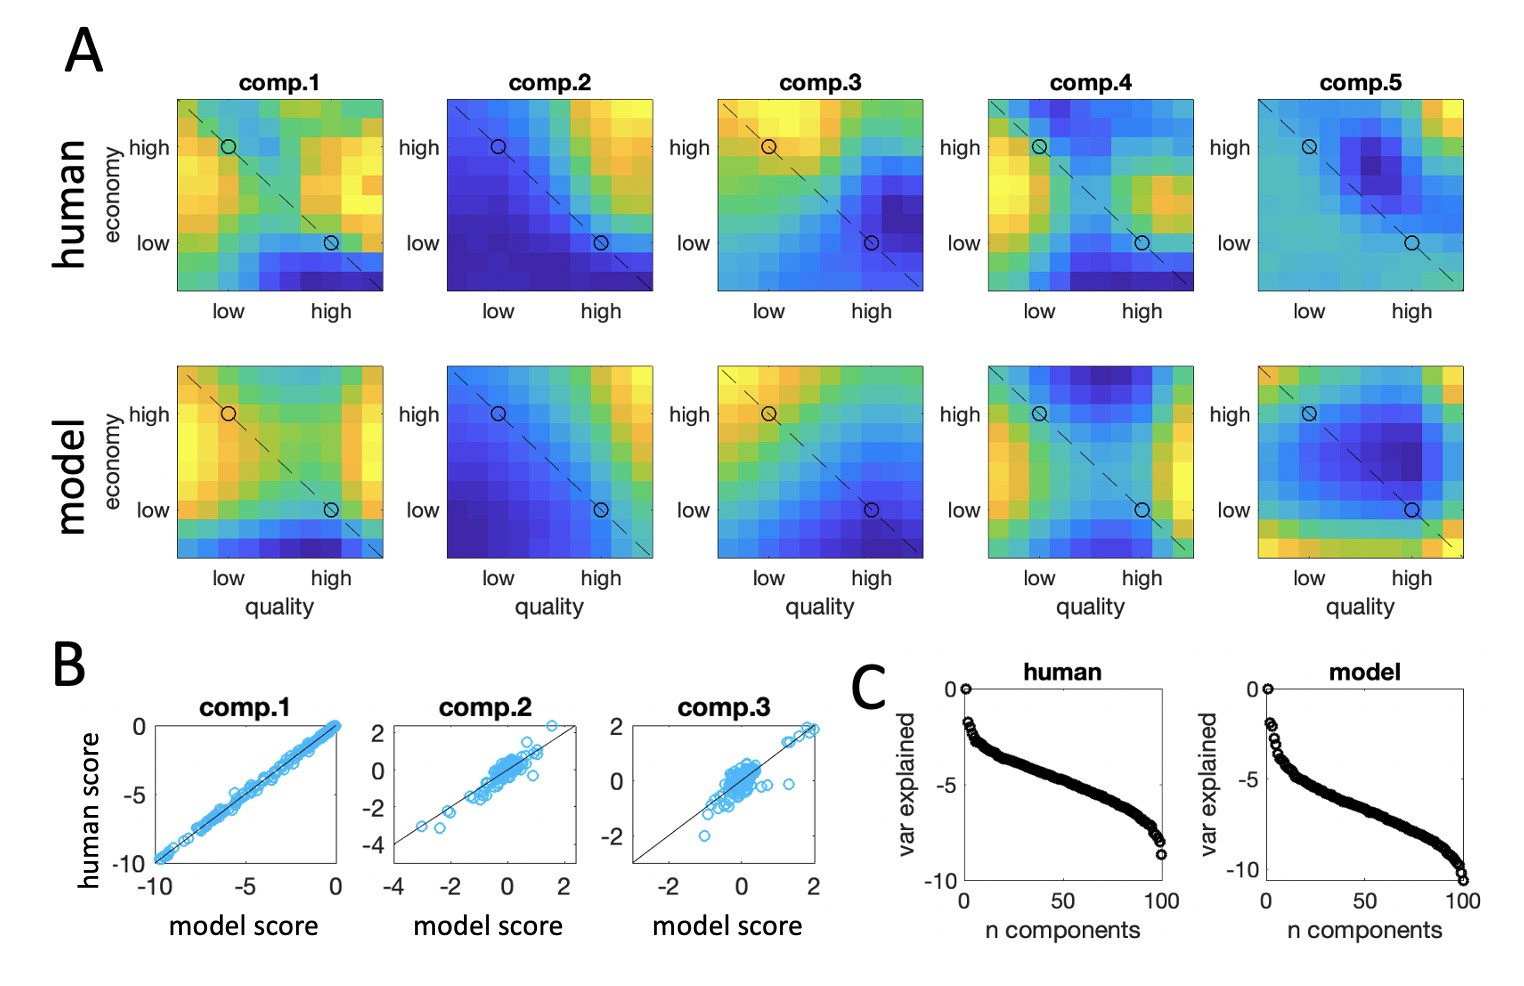 A
comp.1 comp.2 comp.3 comp.4 comp.5
human
economy
high low low high
high low low high
high low low high
high low low high
high low low high
model
economy
high low low high
quality
high low low high
quality
high low low high
quality
high low low high
quality
high low low high
quality
B
comp.1
human score
0 -5 -10
-10 -5 0
model score
comp.2
2 0 -2 -4
-4 -2 0 2
model score
comp.3
2 0 -2
-2 0 2
model score
C
human
var explained
0 -5 -10
0 50 100
n components
model
var explained
0 -5 -10
0 50 100
n components